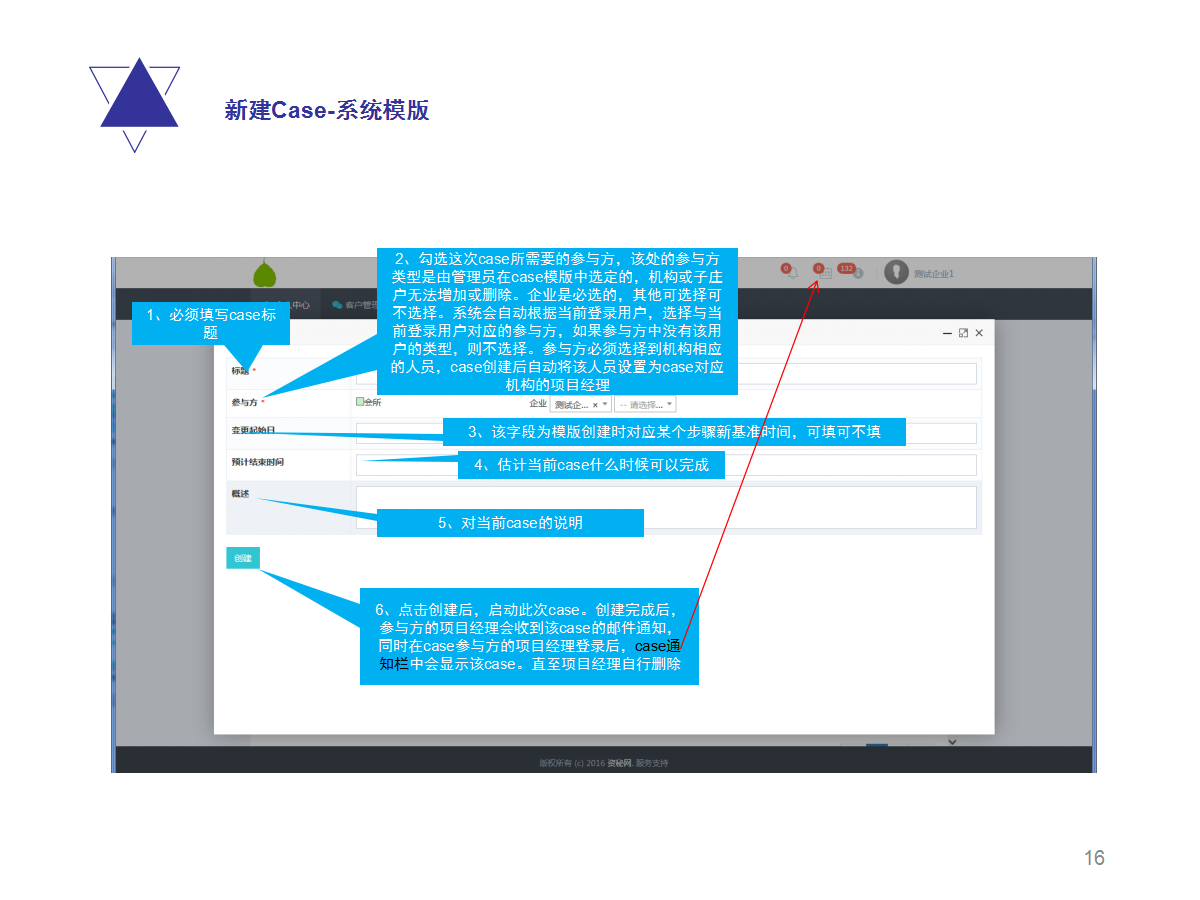 新建Case-系统模版
2、勾选这次case所需要的参与方，该处的参与方
类型是由管理员在case模版中选定的，机构或子庄
户无法增加或删除。企业是必选的，其他可选择可
不选择。系统会自动根据当前登录用户，选择与当
前登录用户对应的参与方，如果参与方中没有该用
户的类型，则不选择。参与方必须选择到机构相应
的人员，case创建后自动将该人员设置为case对应
机构的项目经理
0
0
132
测试企业1
人中心
客户管理
1、必须填写case标
题
标题 *
参与方 *
会所
企业
测试企... ×
-- 请选择...
变更起始日
3、该字段为模版创建时对应某个步骤新基准时间，可填可不填
预计结束时间
4、估计当前case什么时候可以完成
概述
5、对当前case的说明
创建
6、点击创建后，启动此次case。创建完成后，
参与方的项目经理会收到该case的邮件通知，
同时在case参与方的项目经理登录后，case通
知栏中会显示该case。直至项目经理自行删除
版权所有 (c) 2016 资秘网. 服务支持
16